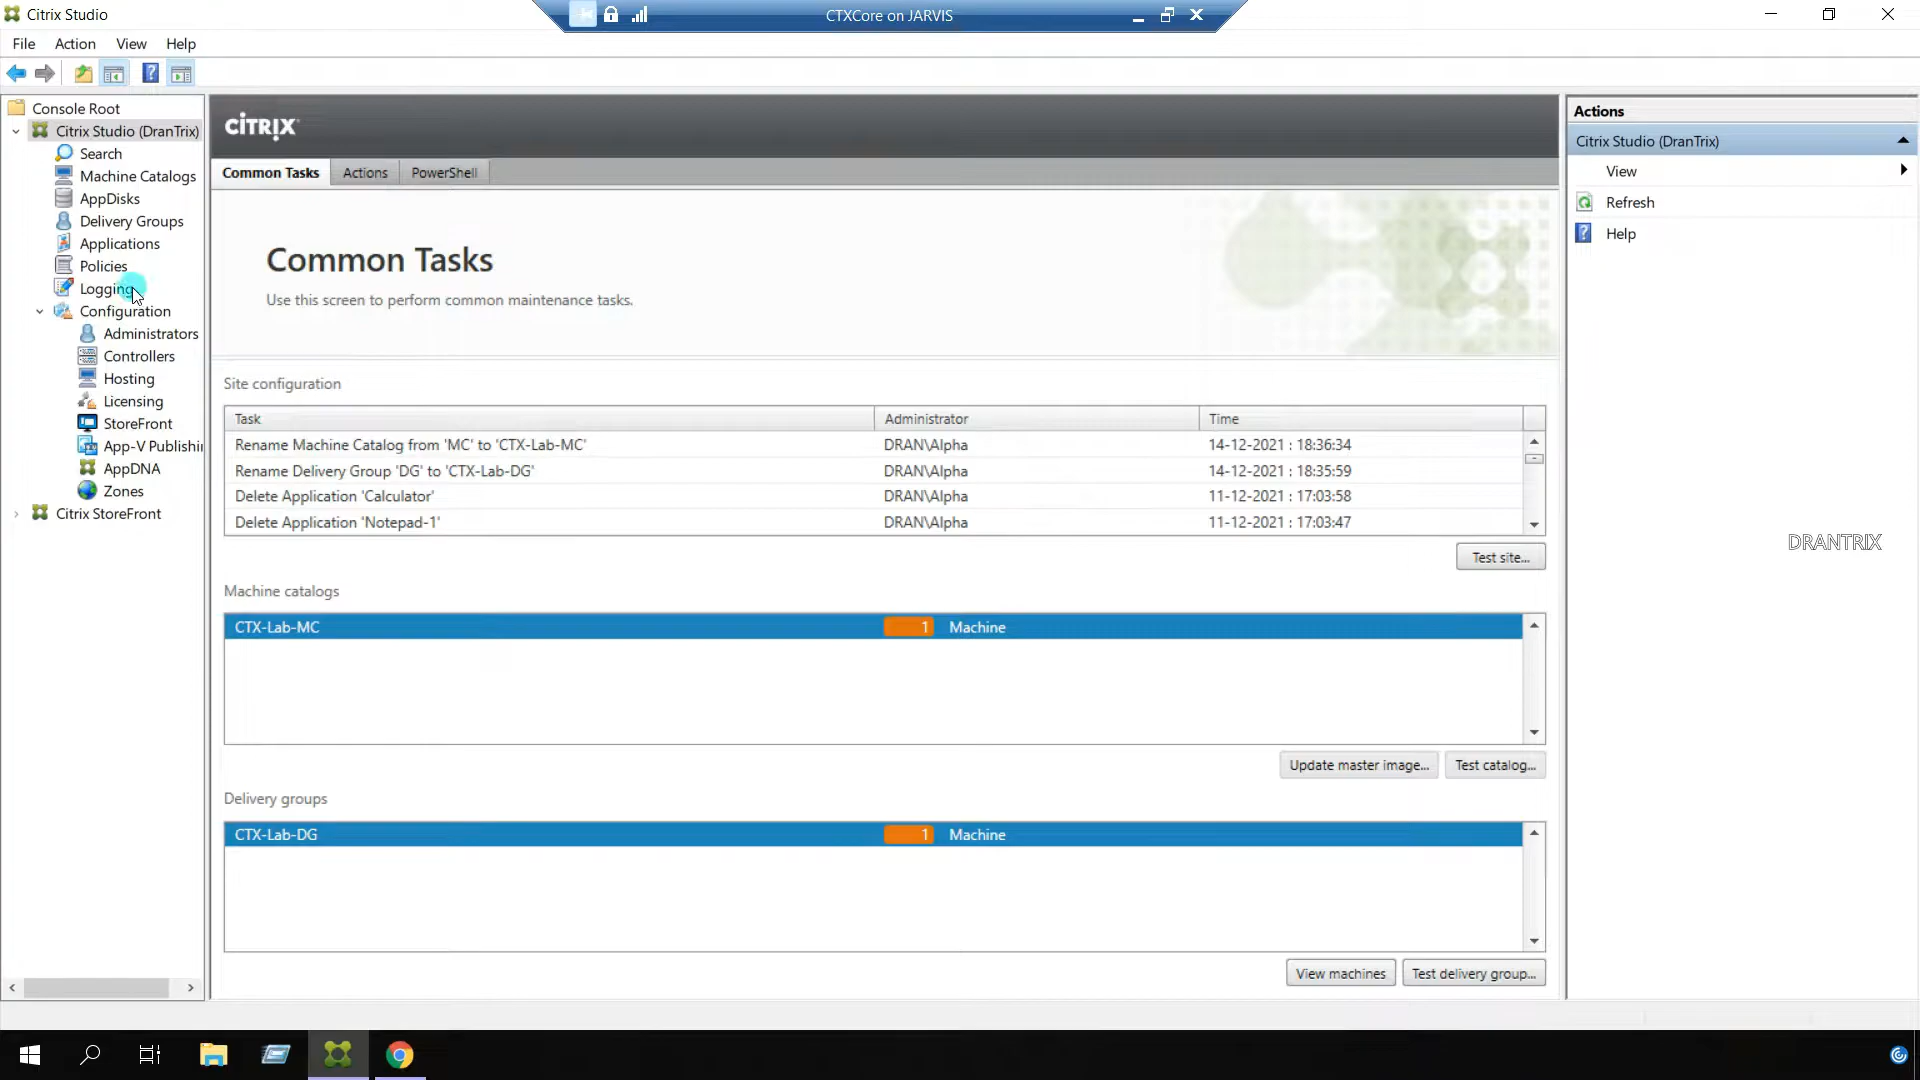 Citrix Studio
CTXCore on JARVIS
File Action View Help
Console Root
Citrix Studio (DranTrix)
Search
Machine Catalogs
AppDisks
Delivery Groups
Applications
Policies
Logging
Configuration
Administrators
Controllers
Hosting
Licensing
StoreFront
App-V Publishi
AppDNA
Zones
Citrix StoreFront
CITRIX
Common Tasks Actions PowerShell
Common Tasks
Use this screen to perform common maintenance tasks.
Site configuration
Task Administrator Time
Rename Machine Catalog from 'MC' to 'CTX-Lab-MC' DRAN\Alpha 14-12-2021 : 18:36:34
Rename Delivery Group 'DG' to 'CTX-Lab-DG' DRAN\Alpha 14-12-2021 : 18:35:59
Delete Application 'Calculator' DRAN\Alpha 11-12-2021 : 17:03:58
Delete Application 'Notepad-1' DRAN\Alpha 11-12-2021 : 17:03:47
Test site...
Machine catalogs
CTX-Lab-MC 1 Machine
Update master image... Test catalog...
Delivery groups
CTX-Lab-DG 1 Machine
View machines Test delivery group...
Actions
Citrix Studio (DranTrix)
View
Refresh
Help
DRANTRIX